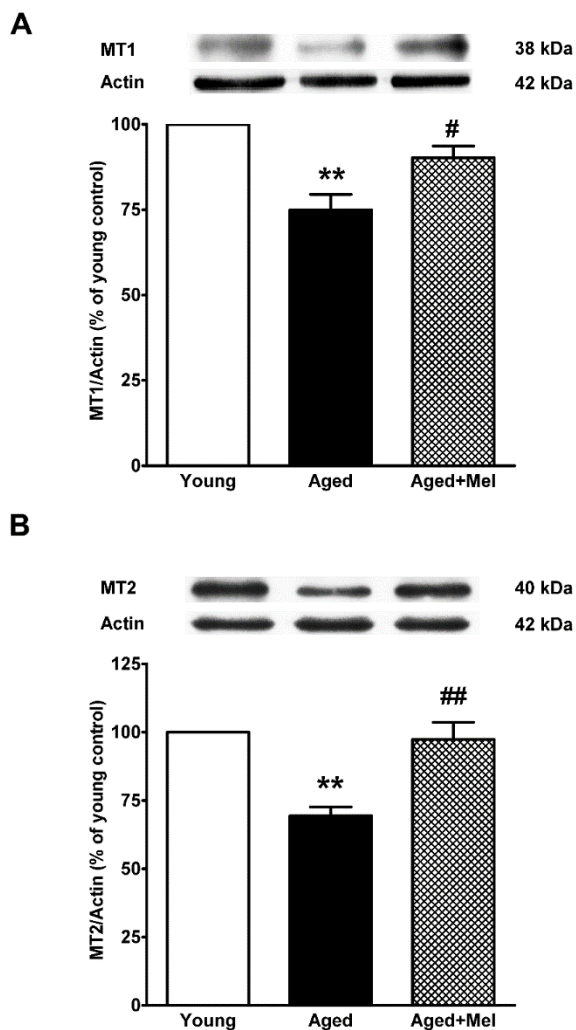 A
MT1 38 kDa
Actin 42 kDa
MT1/Actin (% of young control)
100
#
**
75
50
25
0
Young Aged Aged+Mel
B
MT2 40 kDa
Actin 42 kDa
MT2/Actin (% of young control)
125
##
100
**
75
50
25
0
Young Aged Aged+Mel